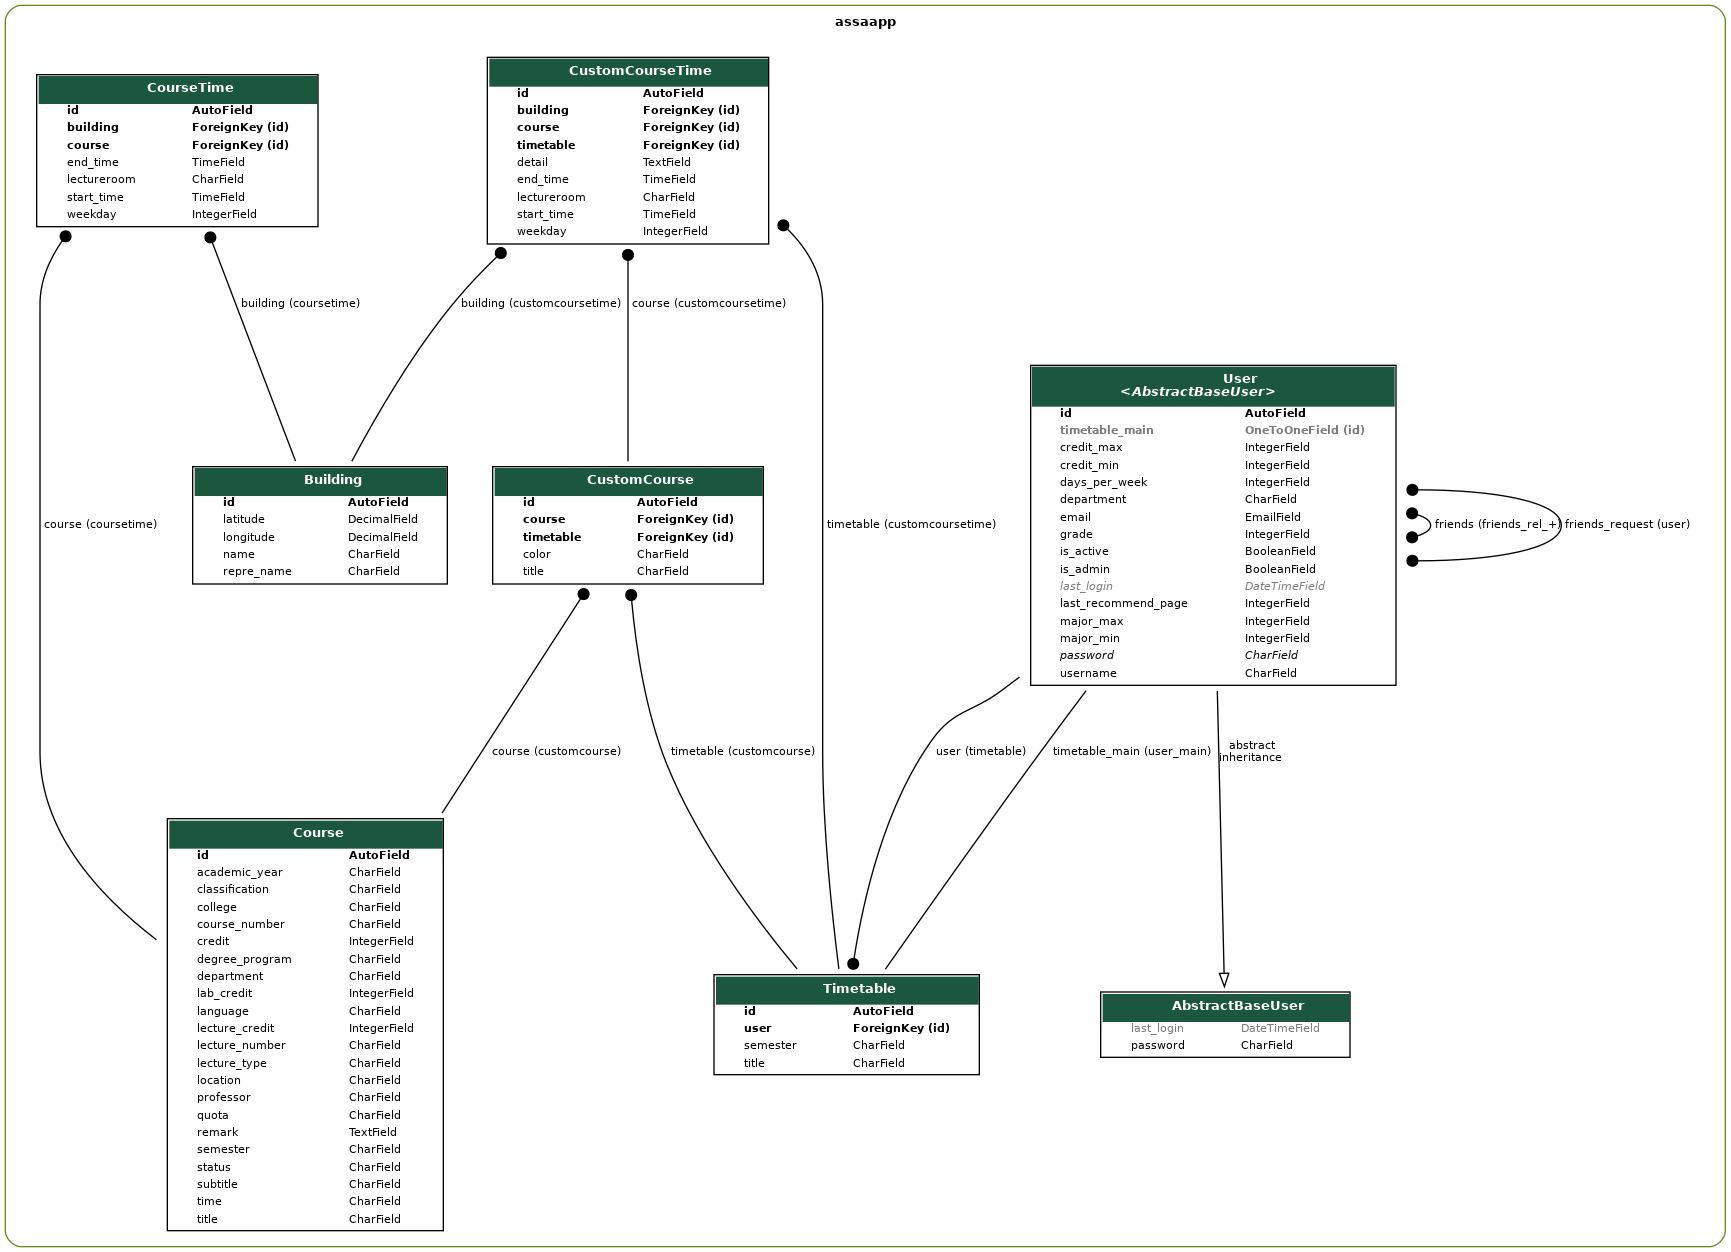 assaapp
CourseTime
id AutoField
building ForeignKey (id)
course ForeignKey (id)
end_time TimeField
lectureroom CharField
start_time TimeField
weekday IntegerField
CustomCourseTime
id AutoField
building ForeignKey (id)
course ForeignKey (id)
timetable ForeignKey (id)
detail TextField
end_time TimeField
lectureroom CharField
start_time TimeField
weekday IntegerField
building (coursetime)
building (customcoursetime)
course (customcoursetime)
User
<AbstractBaseUser>
id AutoField
timetable_main OneToOneField (id)
credit_max IntegerField
credit_min IntegerField
days_per_week IntegerField
department CharField
email EmailField
grade IntegerField
is_active BooleanField
is_admin BooleanField
last_login DateTimeField
last_recommend_page IntegerField
major_max IntegerField
major_min IntegerField
password CharField
username CharField
friends (friends_rel_+)
friends_request (user)
course (coursetime)
Building
id AutoField
latitude DecimalField
longitude DecimalField
name CharField
repre_name CharField
CustomCourse
id AutoField
course ForeignKey (id)
timetable ForeignKey (id)
color CharField
title CharField
timetable (customcoursetime)
course (customcourse)
timetable (customcourse)
user (timetable)
timetable_main (user_main)
abstract
inheritance
Course
id AutoField
academic_year CharField
classification CharField
college CharField
course_number CharField
credit IntegerField
degree_program CharField
department CharField
lab_credit IntegerField
language CharField
lecture_credit IntegerField
lecture_number CharField
lecture_type CharField
location CharField
professor CharField
quota CharField
remark TextField
semester CharField
status CharField
subtitle CharField
time CharField
title CharField
Timetable
id AutoField
user ForeignKey (id)
semester CharField
title CharField
AbstractBaseUser
last_login DateTimeField
password CharField